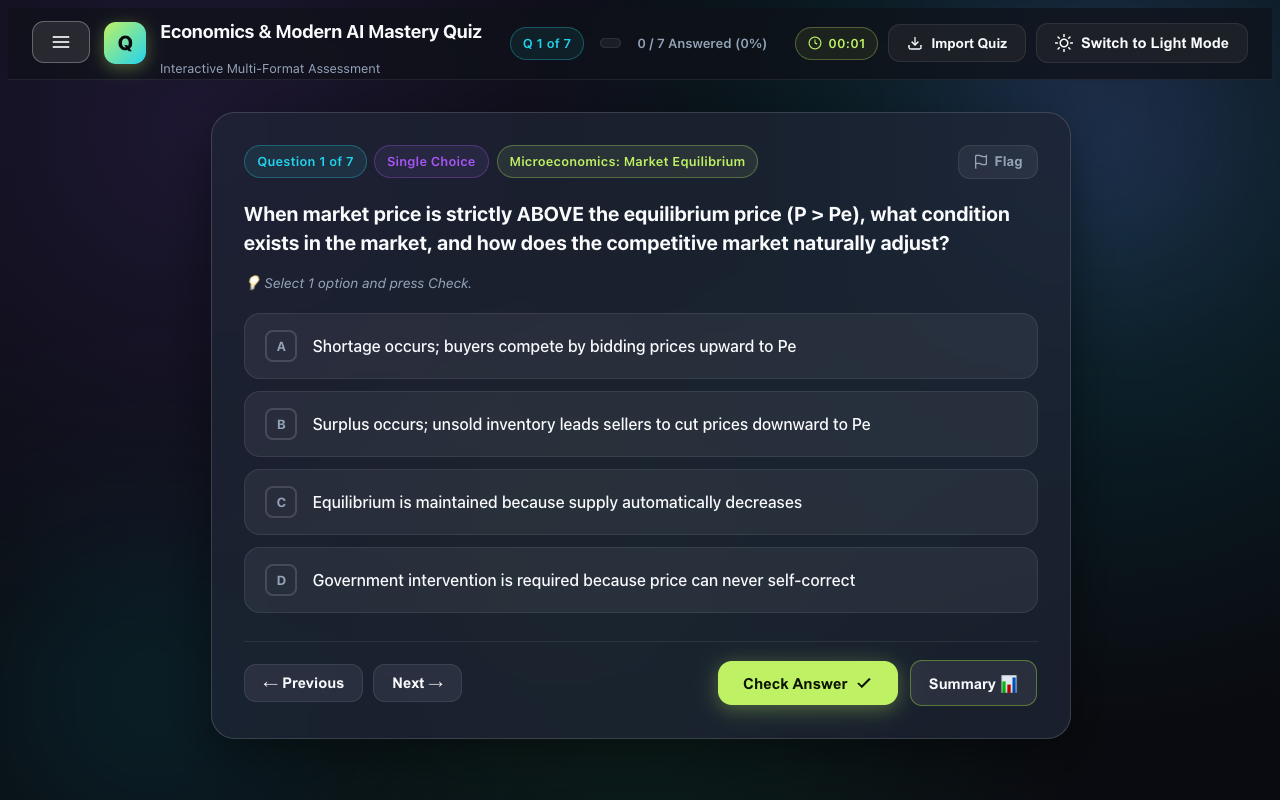 Q
Economics & Modern AI Mastery Quiz
Interactive Multi-Format Assessment
Q 1 of 7
0 / 7 Answered (0%)
00:01
Import Quiz
Switch to Light Mode
Question 1 of 7
Single Choice
Microeconomics: Market Equilibrium
Flag
When market price is strictly ABOVE the equilibrium price (P > Pe), what condition
exists in the market, and how does the competitive market naturally adjust?
💡 Select 1 option and press Check.
A
Shortage occurs; buyers compete by bidding prices upward to Pe
B
Surplus occurs; unsold inventory leads sellers to cut prices downward to Pe
C
Equilibrium is maintained because supply automatically decreases
D
Government intervention is required because price can never self-correct
← Previous
Next →
Check Answer ✓
Summary 📊